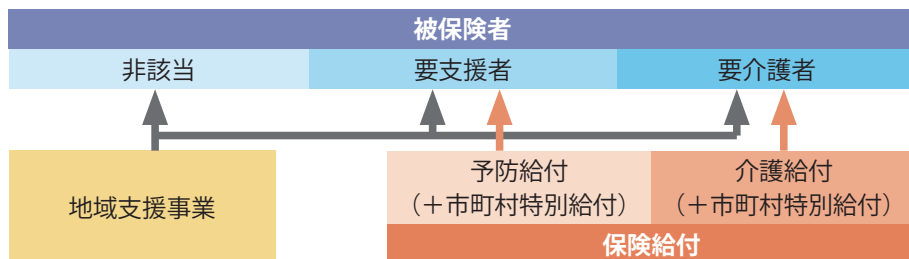 被保険者
非該当
要支援者
要介護者
地域支援事業
予防給付
（＋市町村特別給付）
介護給付
（＋市町村特別給付）
保険給付